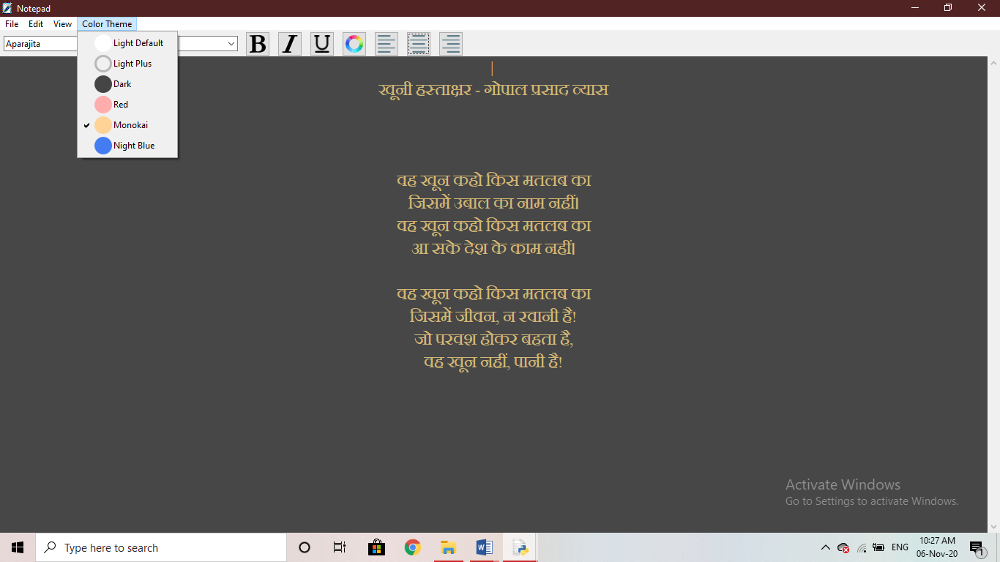 Notepad
File Edit View Color Theme
Aparajita B I U
Light Default
Light Plus
Dark
Red
Monokai
Night Blue
खूनी हस्ताक्षर - गोपाल प्रसाद व्यास
वह खून कहो किस मतलब का
जिसमें उबाल का नाम नहीं।
वह खून कहो किस मतलब का
आ सके देश के काम नहीं।
वह खून कहो किस मतलब का
जिसमें जीवन, न रवानी है!
जो परवश होकर बहता है,
वह खून नहीं, पानी है!
Activate Windows
Go to Settings to activate Windows.
Type here to search
ENG
10:27 AM
06-Nov-20
1